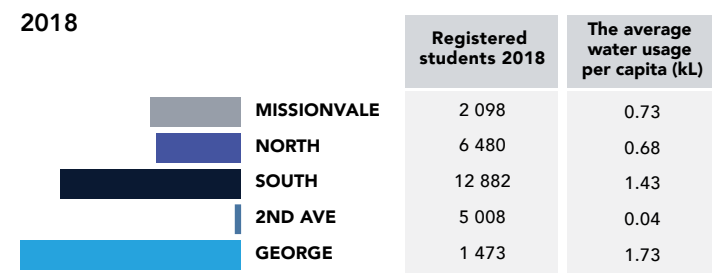 2018
Registered
students 2018
The average
water usage
per capita (kL)
MISSIONVALE 2 098 0.73
NORTH 6 480 0.68
SOUTH 12 882 1.43
2ND AVE 5 008 0.04
GEORGE 1 473 1.73